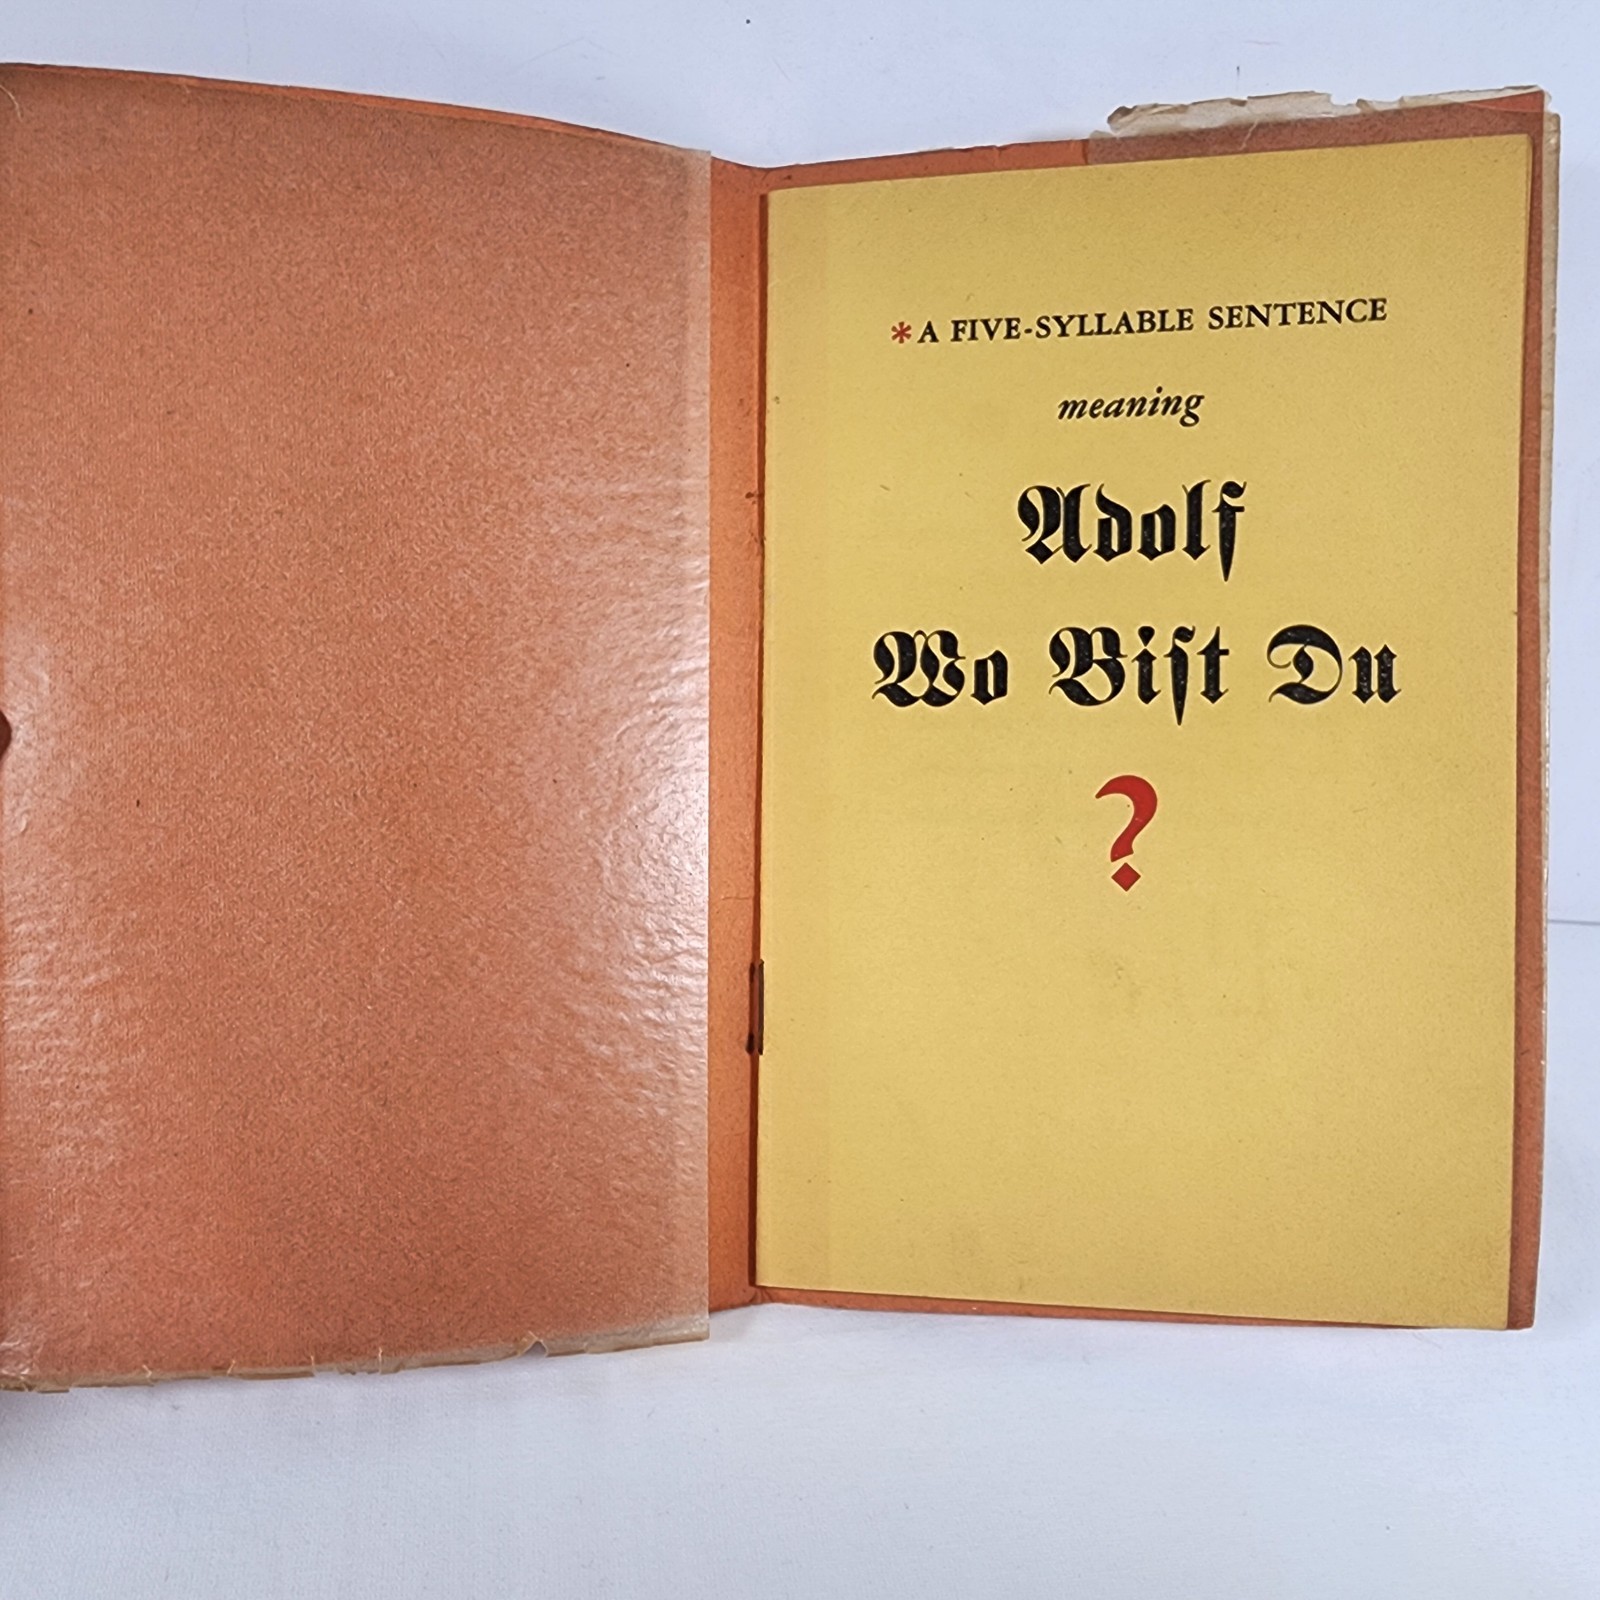 *A FIVE-SYLLABLE SENTENCE
meaning
Adolf
Wo Biſt Du
?